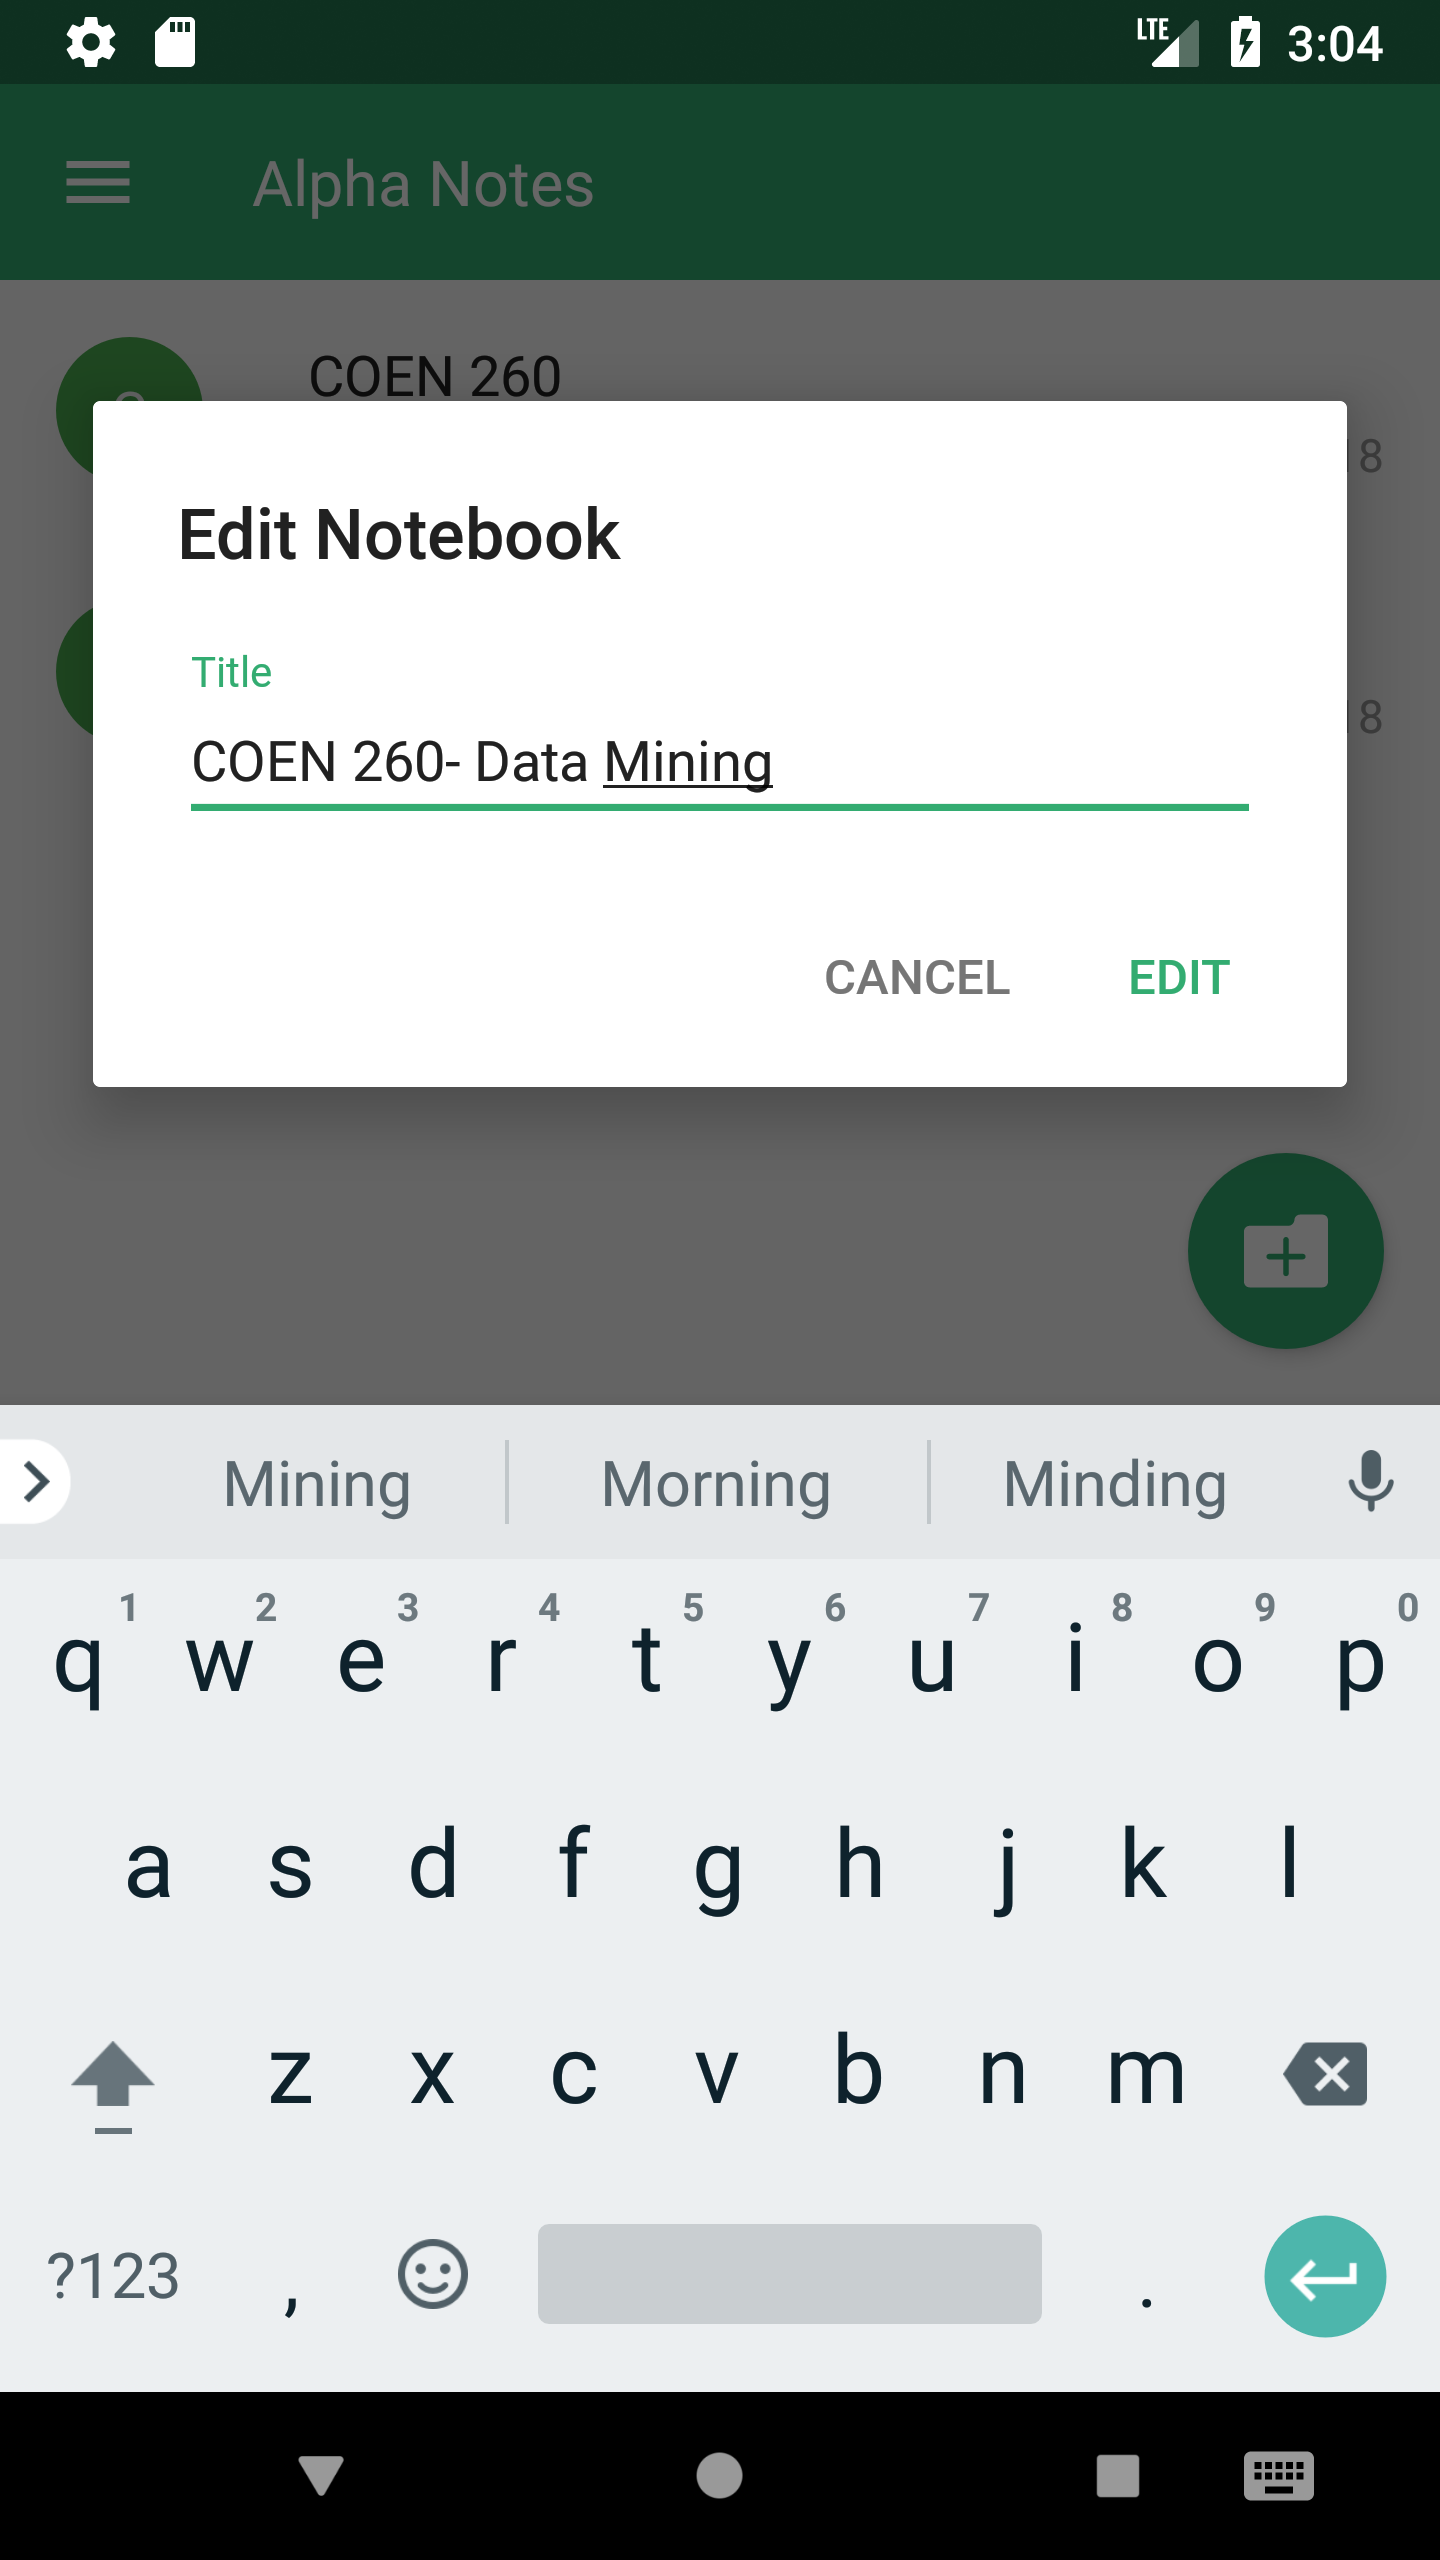 LTE 3:04
Alpha Notes
COEN 260
18
Edit Notebook
Title
COEN 260- Data Mining
18
CANCEL EDIT
Mining Morning Minding
1 2 3 4 5 6 7 8 9 0
q w e r t y u i o p
a s d f g h j k l
z x c v b n m
?123 , .